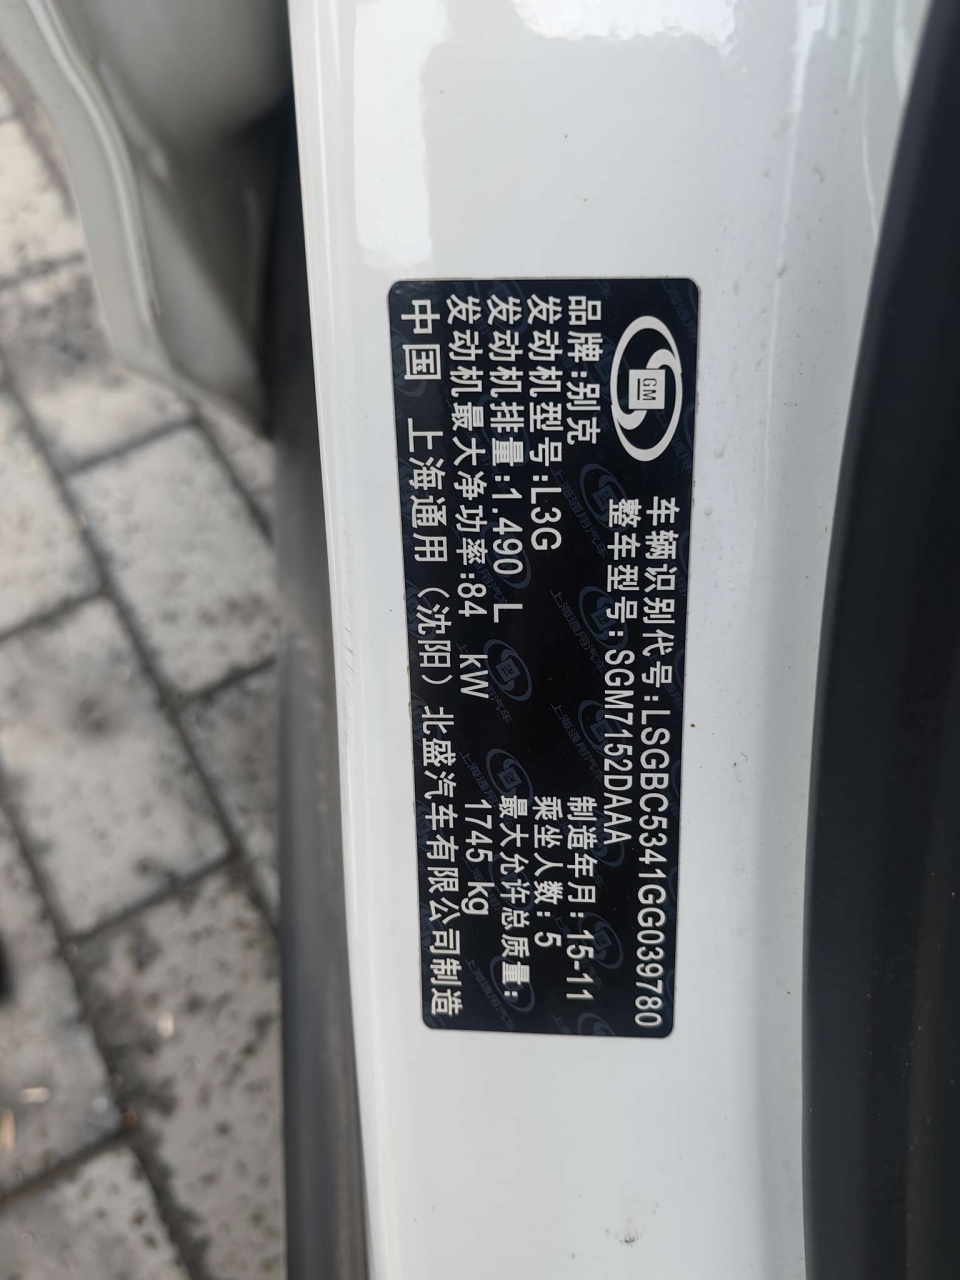 GM
车辆识别代号:LSGBC5341GG039780
整车型号:SGM7152DAAA
品牌:别克 制造年月:15-11
发动机型号:L3G 乘坐人数:5
发动机排量:1.490 L 最大允许总质量:
发动机最大净功率:84 kW 1745 kg
中国 上海通用（沈阳）北盛汽车有限公司制造